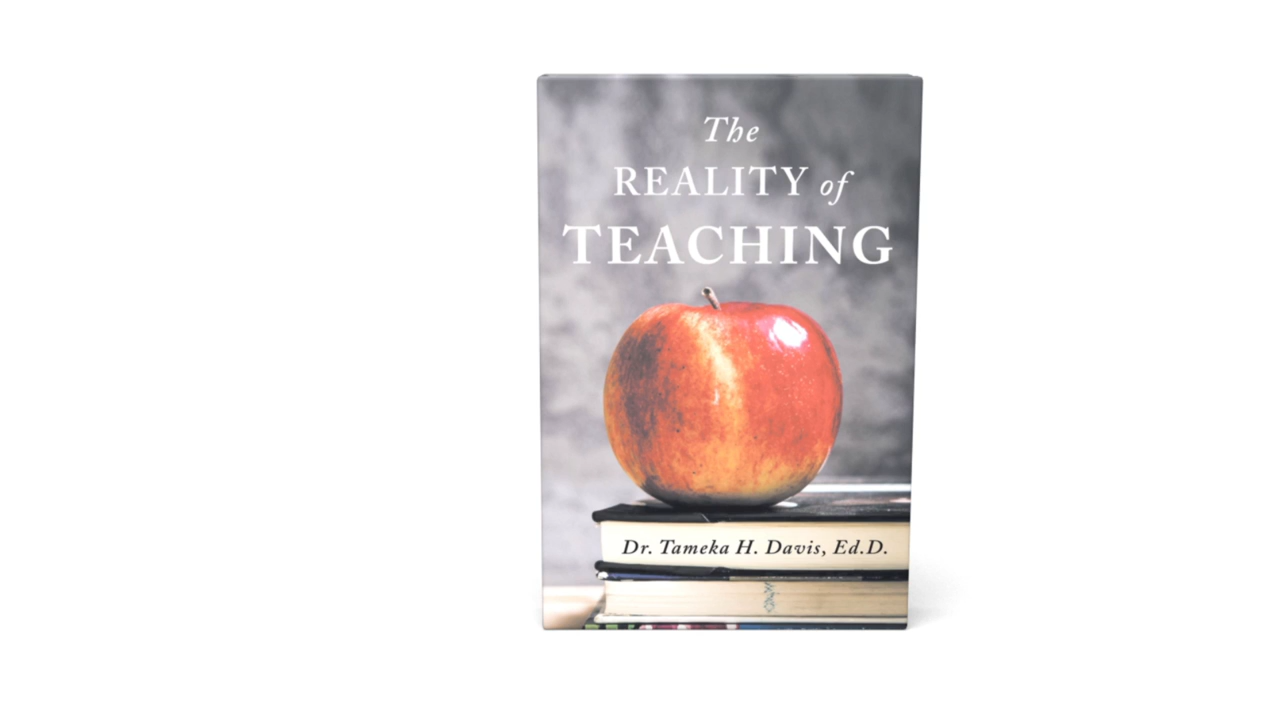 The
REALITY of
TEACHING
Dr. Tameka H. Davis, Ed.D.